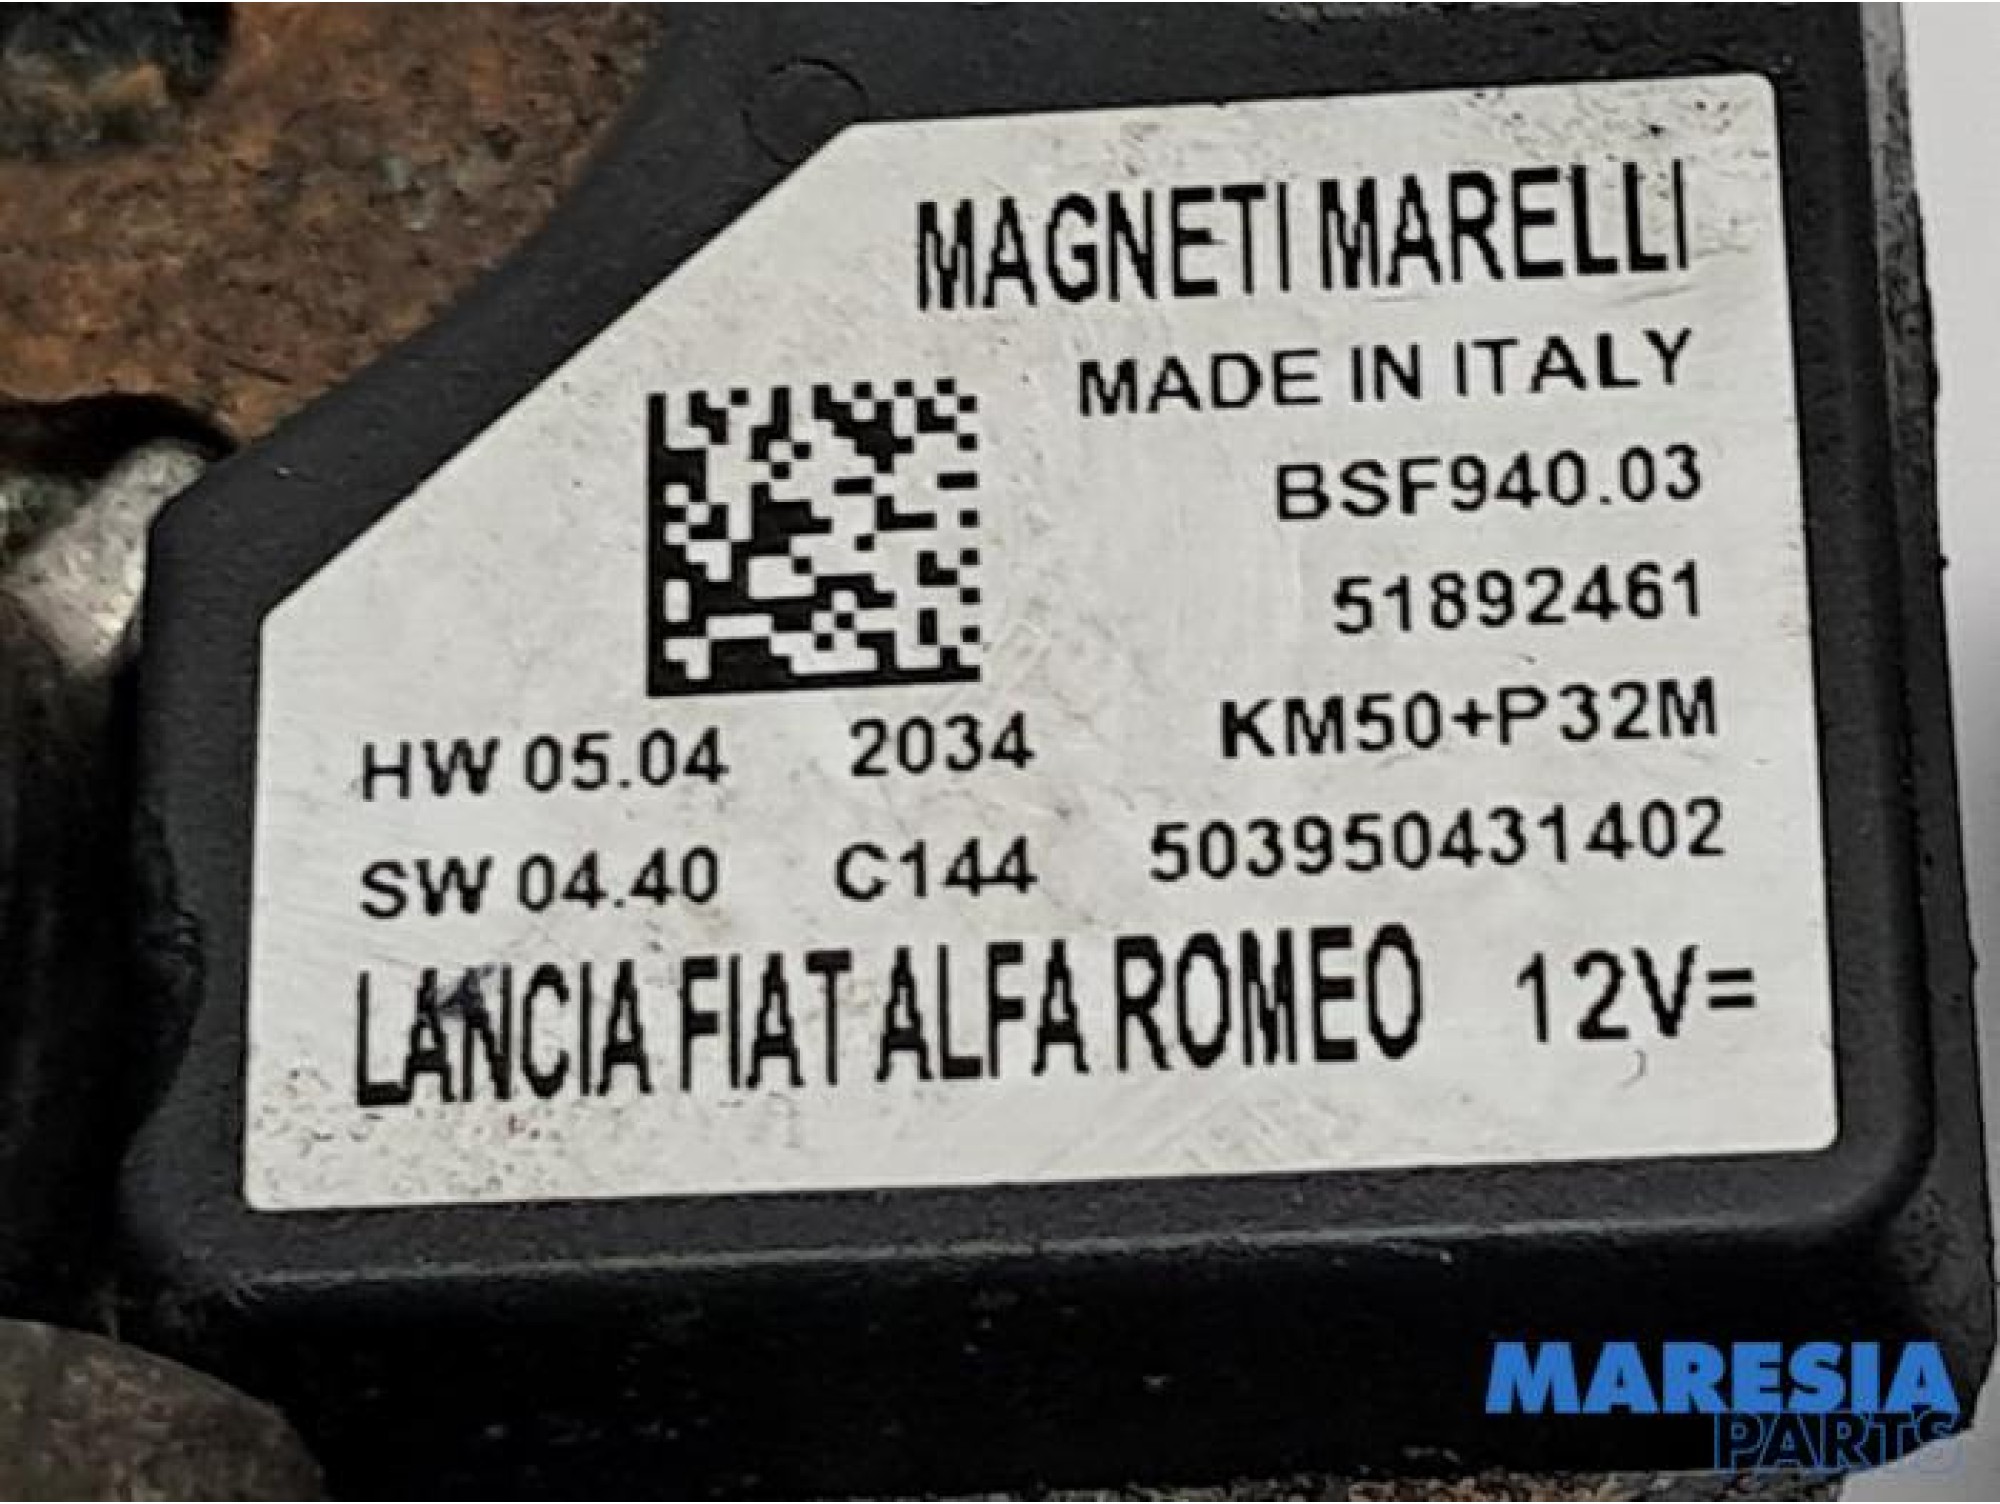 MAGNETI MARELLI
MADE IN ITALY
BSF940.03
51892461
HW 05.04 2034 KM50+P32M
SW 04.40 C144 503950431402
LANCIA FIAT ALFA ROMEO 12V=
MARESIA
PARTS